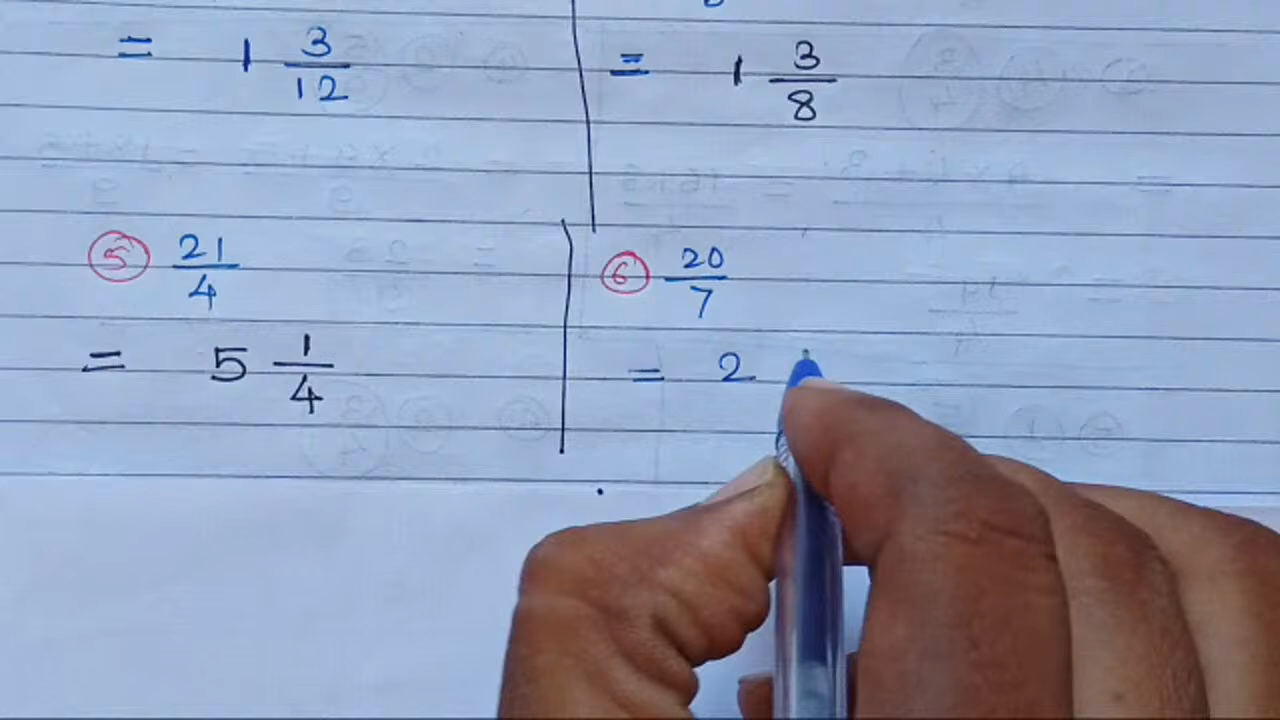 = 1 3/12
= 1 3/8
5 21/4
= 5 1/4
6 20/7
= 2